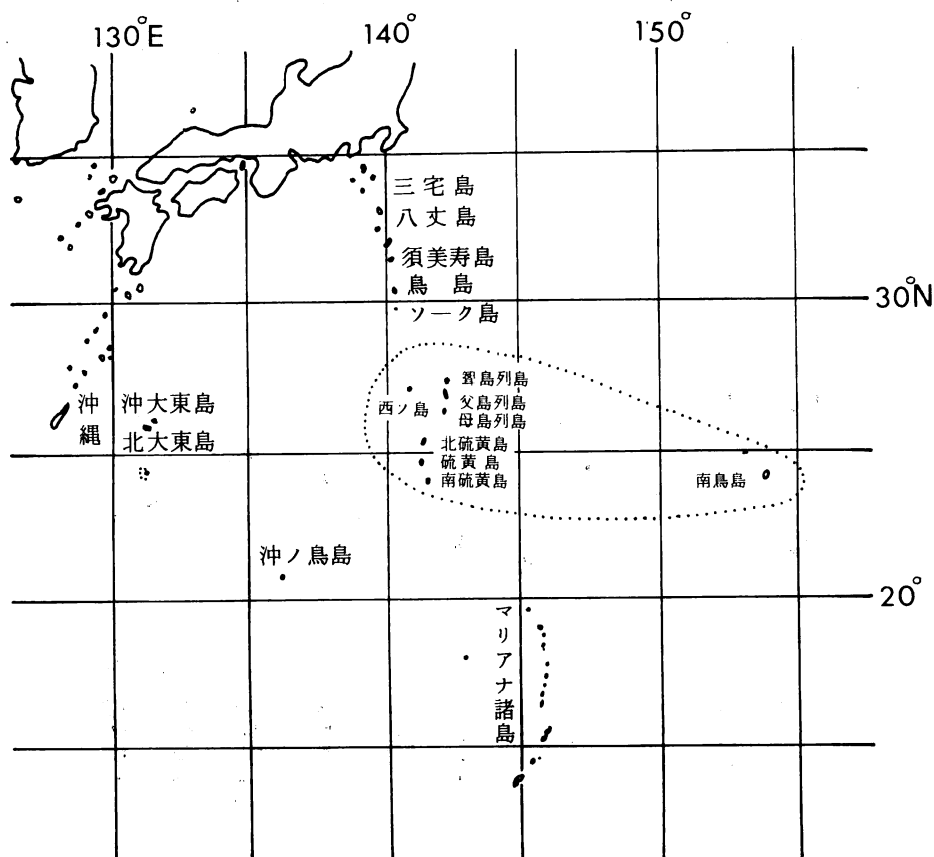 130°E
140°
150°
三宅島
八丈島
須美寿島
鳥 島
ソーク島
30°N
聟島列島
西ノ島
父島列島
母島列島
沖縄
沖大東島
北大東島
北硫黄島
硫黄島
南硫黄島
南鳥島
沖ノ鳥島
20°
マリアナ諸島